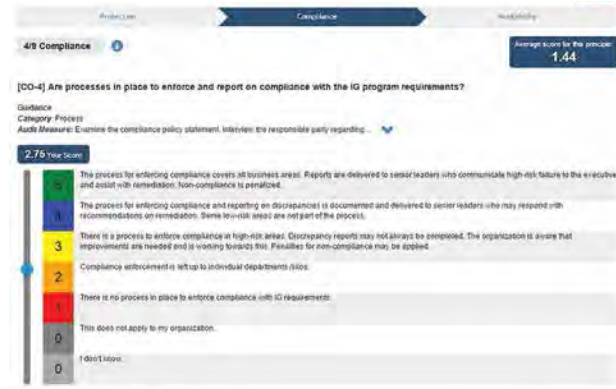 Protection
Compliance
Availability
4/9 Compliance
Average score for this principle
1.44
[CO-4] Are processes in place to enforce and report on compliance with the IG program requirements?
Guidance
Category: Process
Audit Measure: Examine the compliance policy statement. Interview the responsible party regarding...
2.75 Your Score
5
The process for enforcing compliance covers all business areas. Reports are delivered to senior leaders who communicate high-risk failure to the executive
and assist with remediation. Non-compliance is penalized.
4
The process for enforcing compliance and reporting on discrepancies is documented and delivered to senior leaders who may respond with
recommendations on remediation. Some low-risk areas are not part of the process.
3
There is a process to enforce compliance in high-risk areas. Discrepancy reports may not always be completed. The organization is aware that
improvements are needed and is working towards this. Penalties for non-compliance may be applied.
2
Compliance enforcement is left up to individual departments /silos.
1
There is no process in place to enforce compliance with IG requirements.
0
This does not apply to my organization.
0
I don't know.